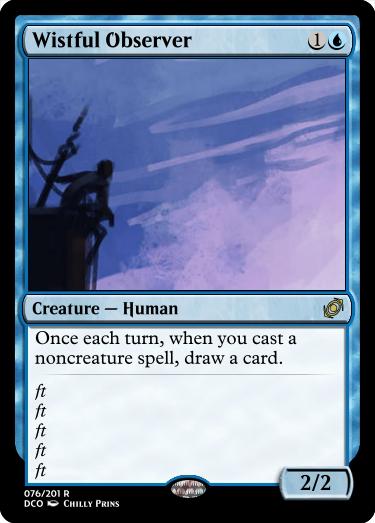 Wistful Observer 1
Creature — Human
Once each turn, when you cast a
noncreature spell, draw a card.
ft
ft
ft
ft
ft
2/2
076/201 R
DCO Chilly Prins